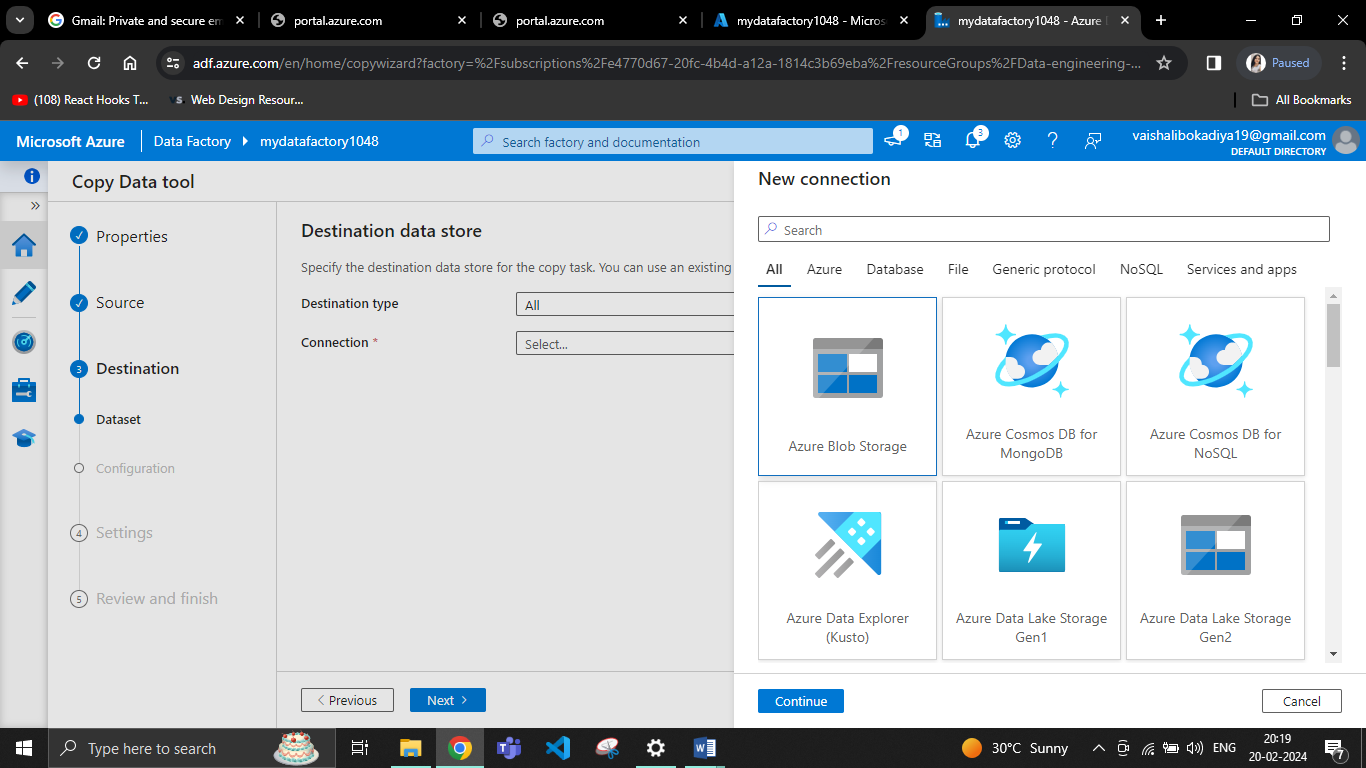 Gmail: Private and secure em
portal.azure.com
portal.azure.com
mydatafactory1048 - Micros
mydatafactory1048 - Azure
adf.azure.com/en/home/copywizard?factory=%2Fsubscriptions%2Fe4770d67-20fc-4b4d-a12a-1814c3b69eba%2FresourceGroups%2FData-engineering-...
Paused
(108) React Hooks T...
VS
Web Design Resour...
All Bookmarks
Microsoft Azure
Data Factory
mydatafactory1048
Search factory and documentation
1
3
vaishalibokadiya19@gmail.com
DEFAULT DIRECTORY
Copy Data tool
Properties
Source
3 Destination
Dataset
Configuration
4 Settings
5 Review and finish
Destination data store
Specify the destination data store for the copy task. You can use an existing
Destination type
All
Connection *
Select...
Previous
Next
New connection
Search
All
Azure
Database
File
Generic protocol
NoSQL
Services and apps
Azure Blob Storage
Azure Cosmos DB for
MongoDB
Azure Cosmos DB for
NoSQL
Azure Data Explorer
(Kusto)
Azure Data Lake Storage
Gen1
Azure Data Lake Storage
Gen2
Continue
Cancel
Type here to search
30°C Sunny
ENG
20:19
20-02-2024
7